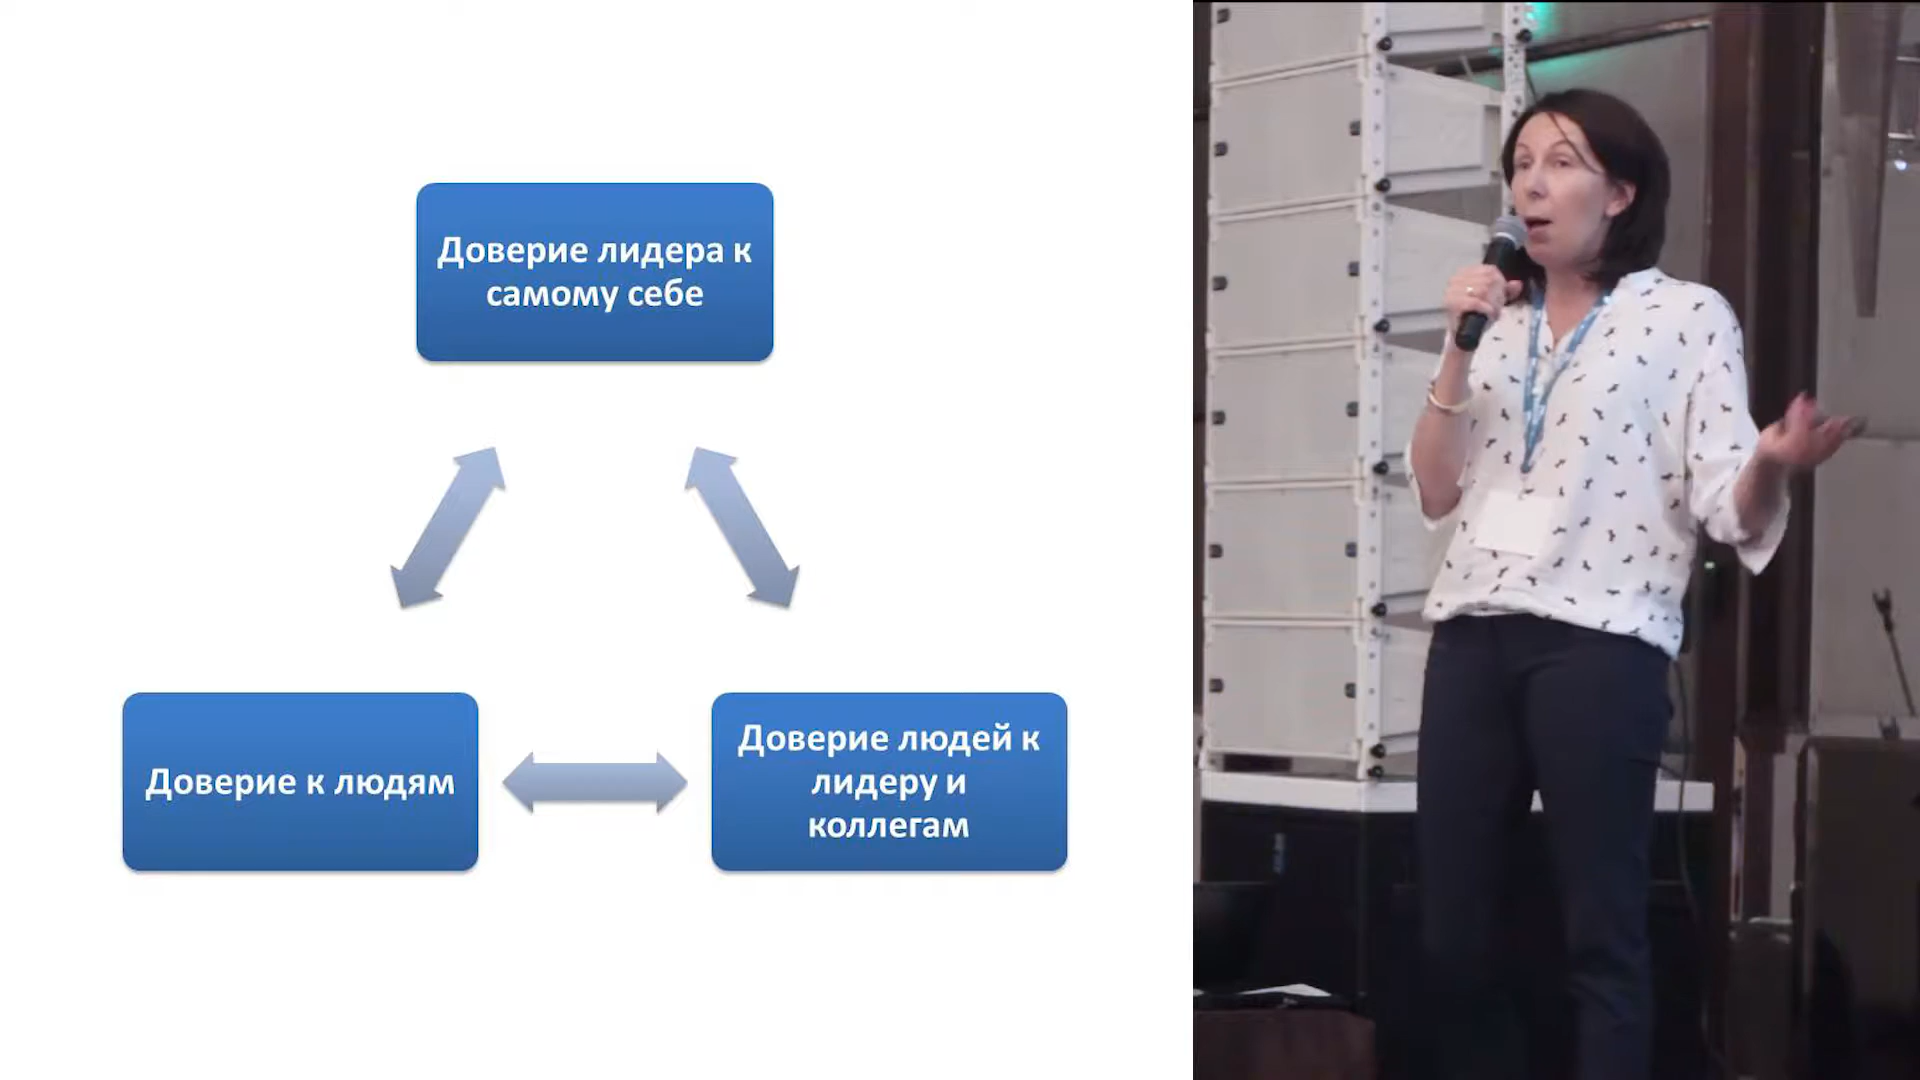 Доверие лидера к
самому себе
Доверие к людям
Доверие людей к
лидеру и
коллегам